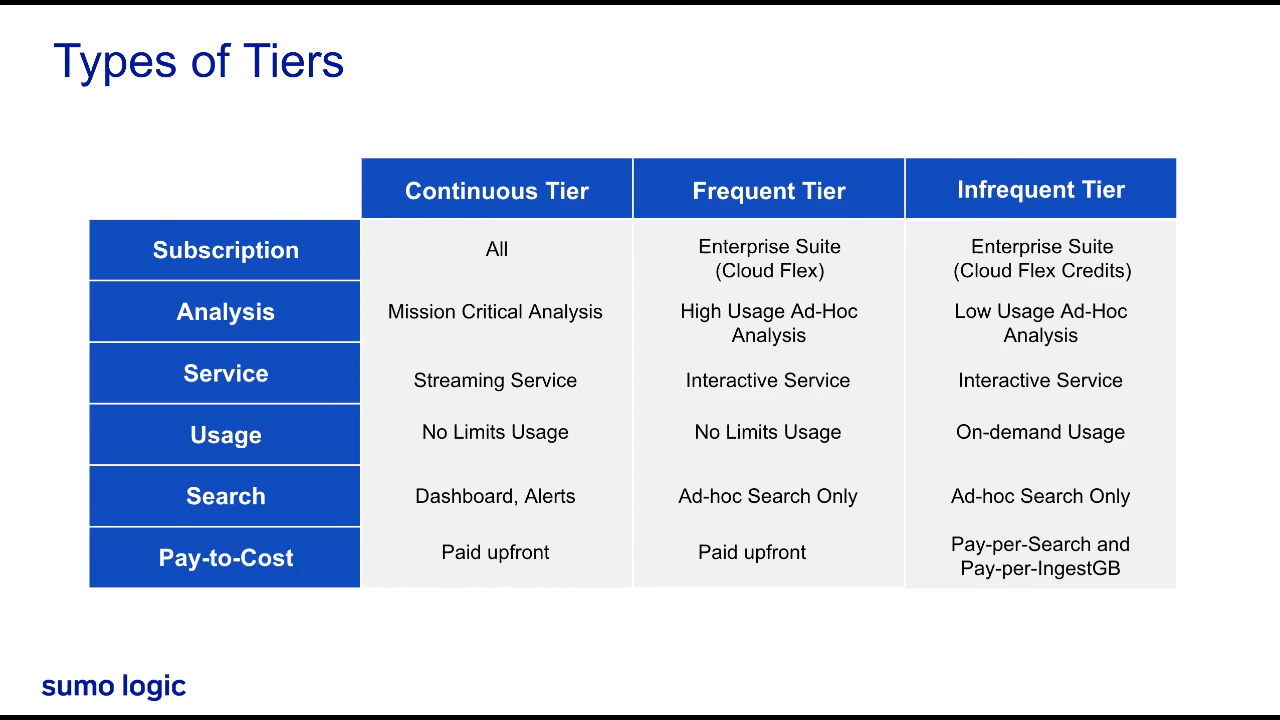 Types of Tiers
Continuous Tier
Frequent Tier
Infrequent Tier
Subscription
All
Enterprise Suite
(Cloud Flex)
Enterprise Suite
(Cloud Flex Credits)
Analysis
Mission Critical Analysis
High Usage Ad-Hoc
Analysis
Low Usage Ad-Hoc
Analysis
Service
Streaming Service
Interactive Service
Interactive Service
Usage
No Limits Usage
No Limits Usage
On-demand Usage
Search
Dashboard, Alerts
Ad-hoc Search Only
Ad-hoc Search Only
Pay-to-Cost
Paid upfront
Paid upfront
Pay-per-Search and
Pay-per-IngestGB
sumo logic